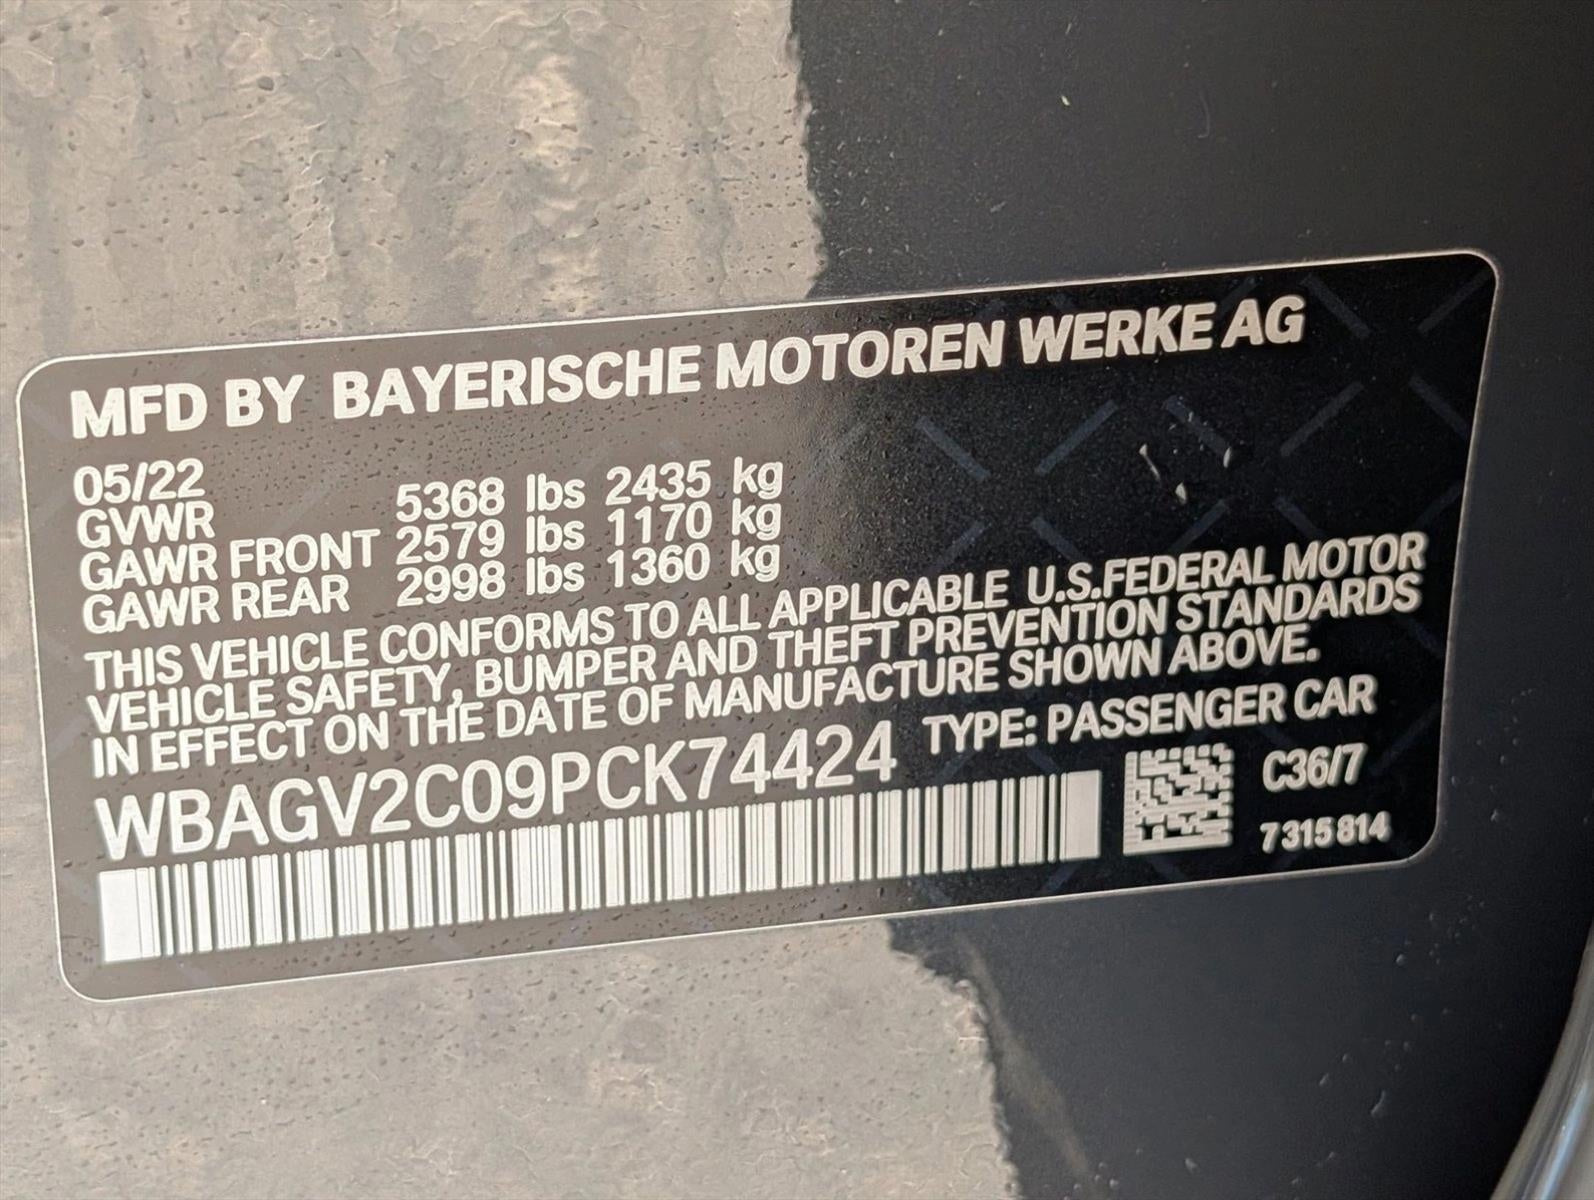 MFD BY BAYERISCHE MOTOREN WERKE AG
05/22
GVWR 5368 lbs 2435 kg
GAWR FRONT 2579 lbs 1170 kg
GAWR REAR 2998 lbs 1360 kg
THIS VEHICLE CONFORMS TO ALL APPLICABLE U.S.FEDERAL MOTOR
VEHICLE SAFETY, BUMPER AND THEFT PREVENTION STANDARDS
IN EFFECT ON THE DATE OF MANUFACTURE SHOWN ABOVE.
WBAGV2C09PCK74424 TYPE: PASSENGER CAR
C36/7
7315814